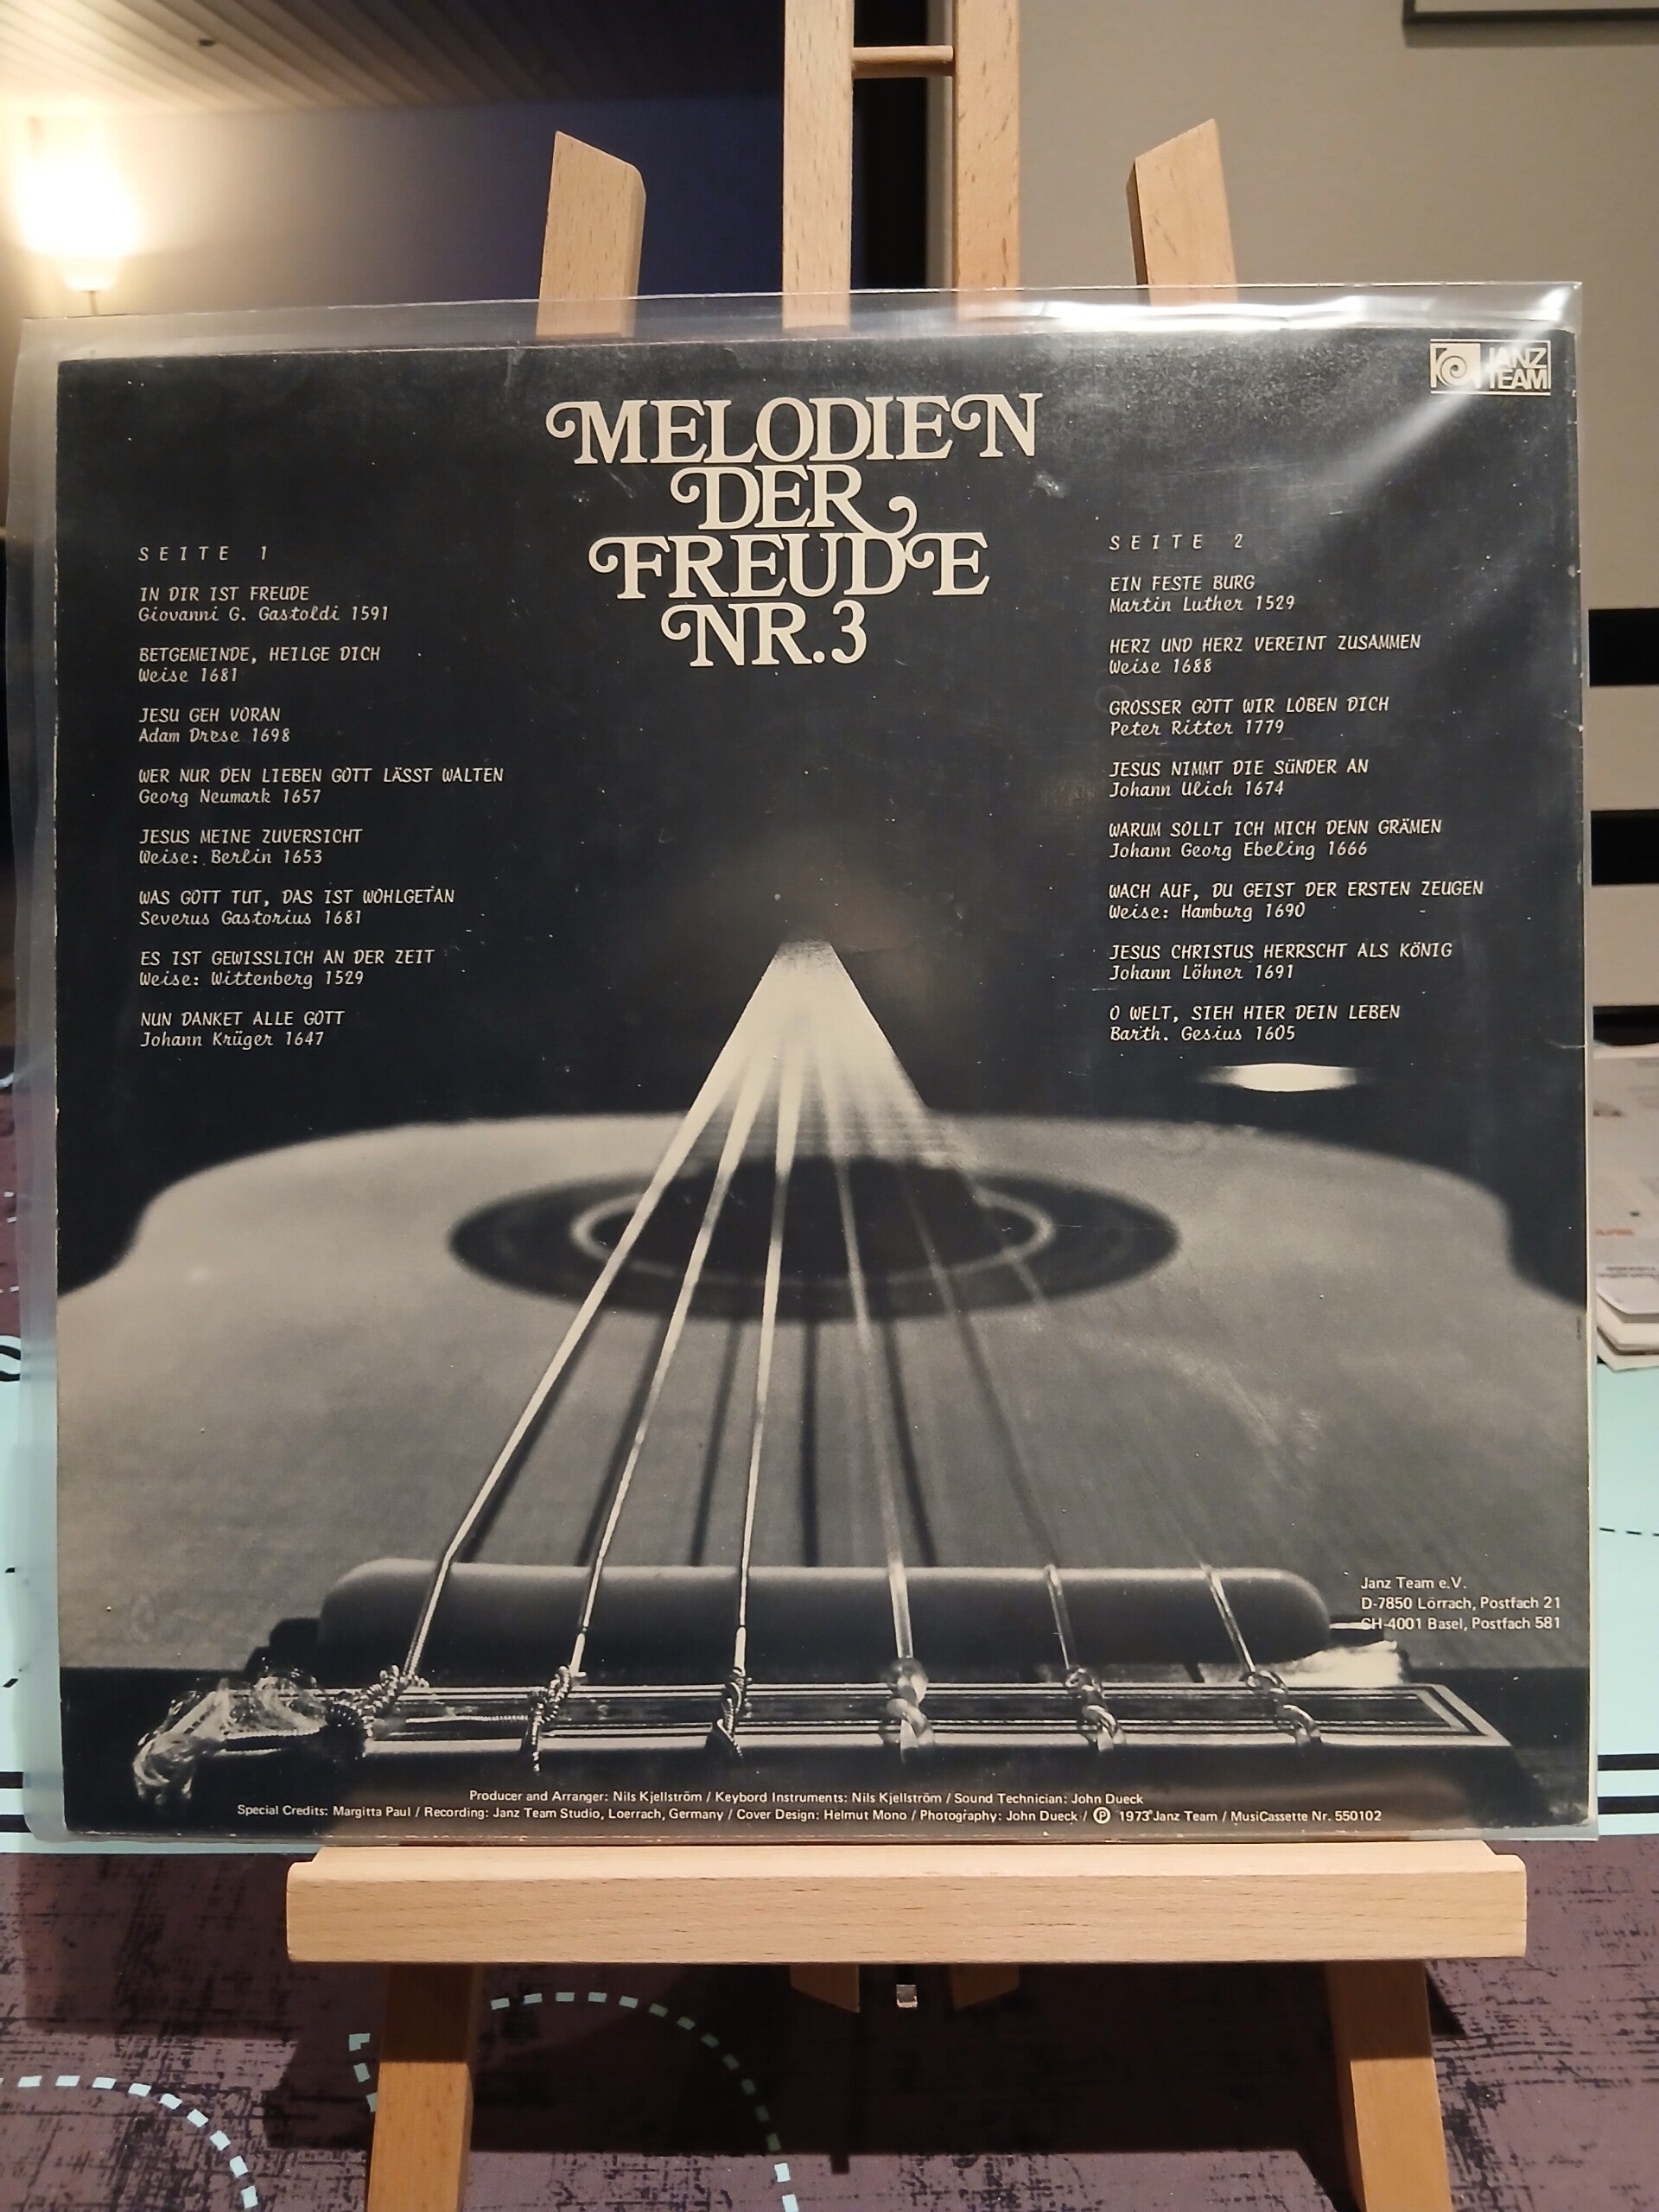 JANZ
TEAM
MELODIEN
DER
FREUDE
NR.3
SEITE 1
IN DIR IST FREUDE
Giovanni G. Gastoldi 1591
BETGEMEINDE, HEILGE DICH
Weise 1681
JESU GEH VORAN
Adam Drese 1698
WER NUR DEN LIEBEN GOTT LÄSST WALTEN
Georg Neumark 1657
JESUS MEINE ZUVERSICHT
Weise: Berlin 1653
WAS GOTT TUT, DAS IST WOHLGETAN
Severus Gastorius 1681
ES IST GEWISSLICH AN DER ZEIT
Weise: Wittenberg 1529
NUN DANKET ALLE GOTT
Johann Krüger 1647
SEITE 2
EIN FESTE BURG
Martin Luther 1529
HERZ UND HERZ VEREINT ZUSAMMEN
Weise 1688
GROSSER GOTT WIR LOBEN DICH
Peter Ritter 1779
JESUS NIMMT DIE SÜNDER AN
Johann Ulich 1674
WARUM SOLLT ICH MICH DENN GRÄMEN
Johann Georg Ebeling 1666
WACH AUF, DU GEIST DER ERSTEN ZEUGEN
Weise: Hamburg 1690
JESUS CHRISTUS HERRSCHT ALS KÖNIG
Johann Löhner 1691
O WELT, SIEH HIER DEIN LEBEN
Barth. Gesius 1605
Janz Team e.V.
D-7850 Lörrach, Postfach 21
CH-4001 Basel, Postfach 581
Producer and Arranger: Nils Kjellström / Keybord Instruments: Nils Kjellström / Sound Technician: John Dueck
Special Credits: Margitta Paul / Recording: Janz Team Studio, Loerrach, Germany / Cover Design: Helmut Mono / Photography: John Dueck / Ⓟ 1973 Janz Team / MusiCassette Nr. 550102